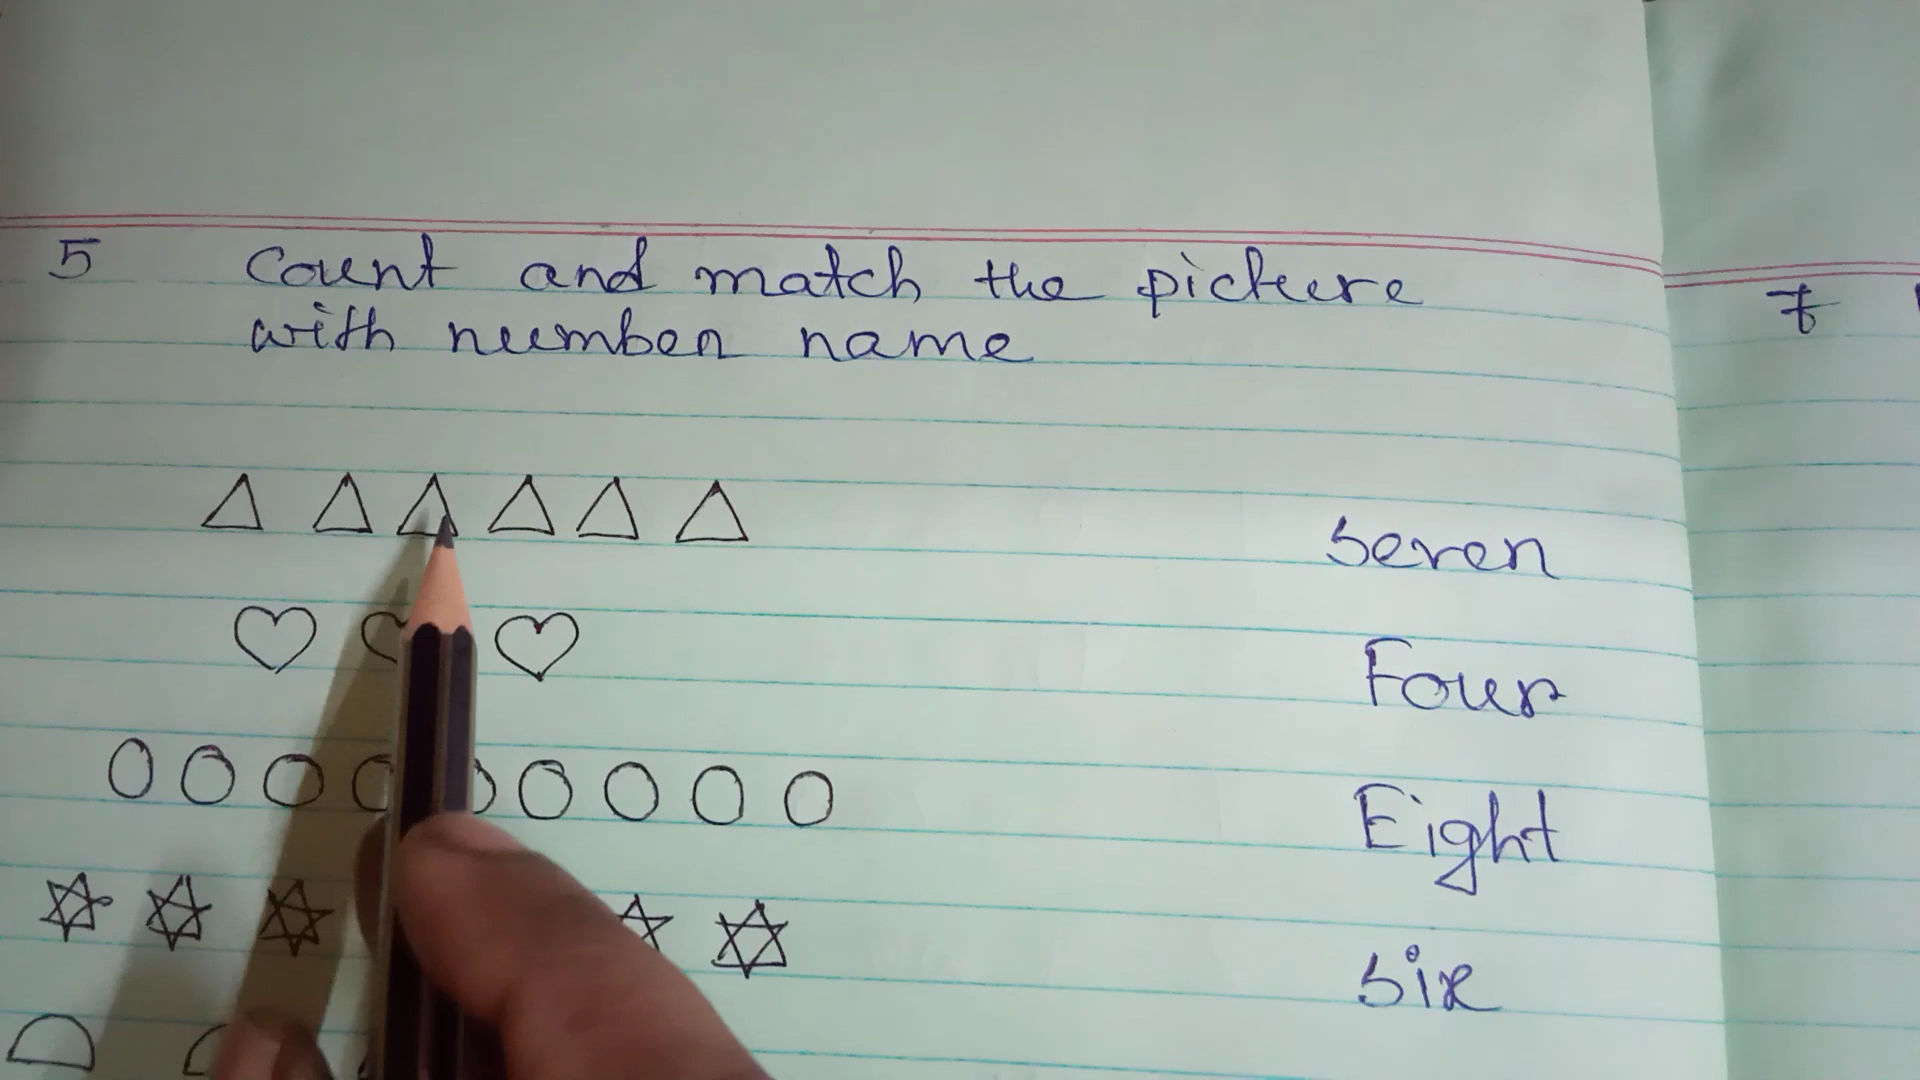 5 Count and match the picture
with number name
Seven
Four
Eight
Six
7